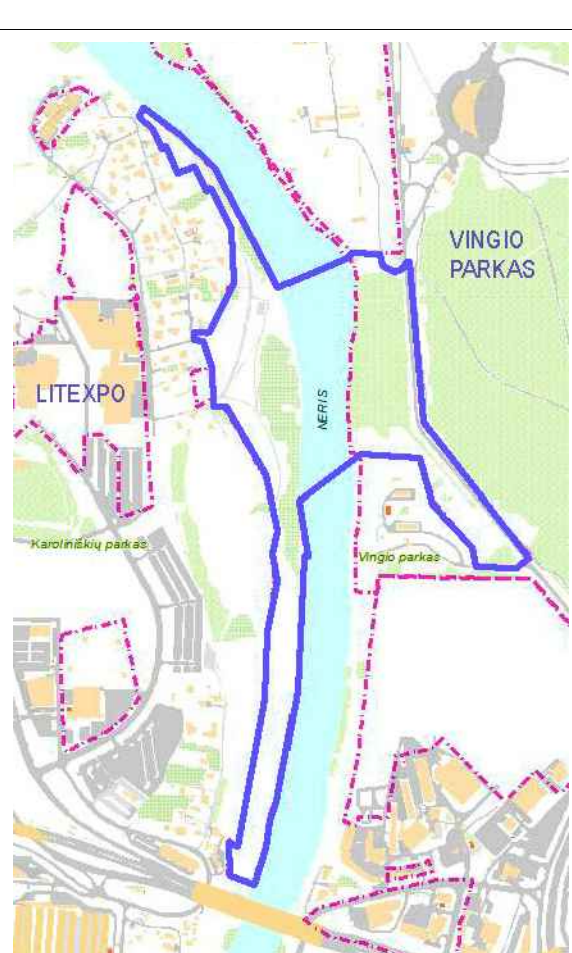 VINGIO
PARKAS
LITEXPO
NERIS
Karoliniškių parkas
Vingio parkas